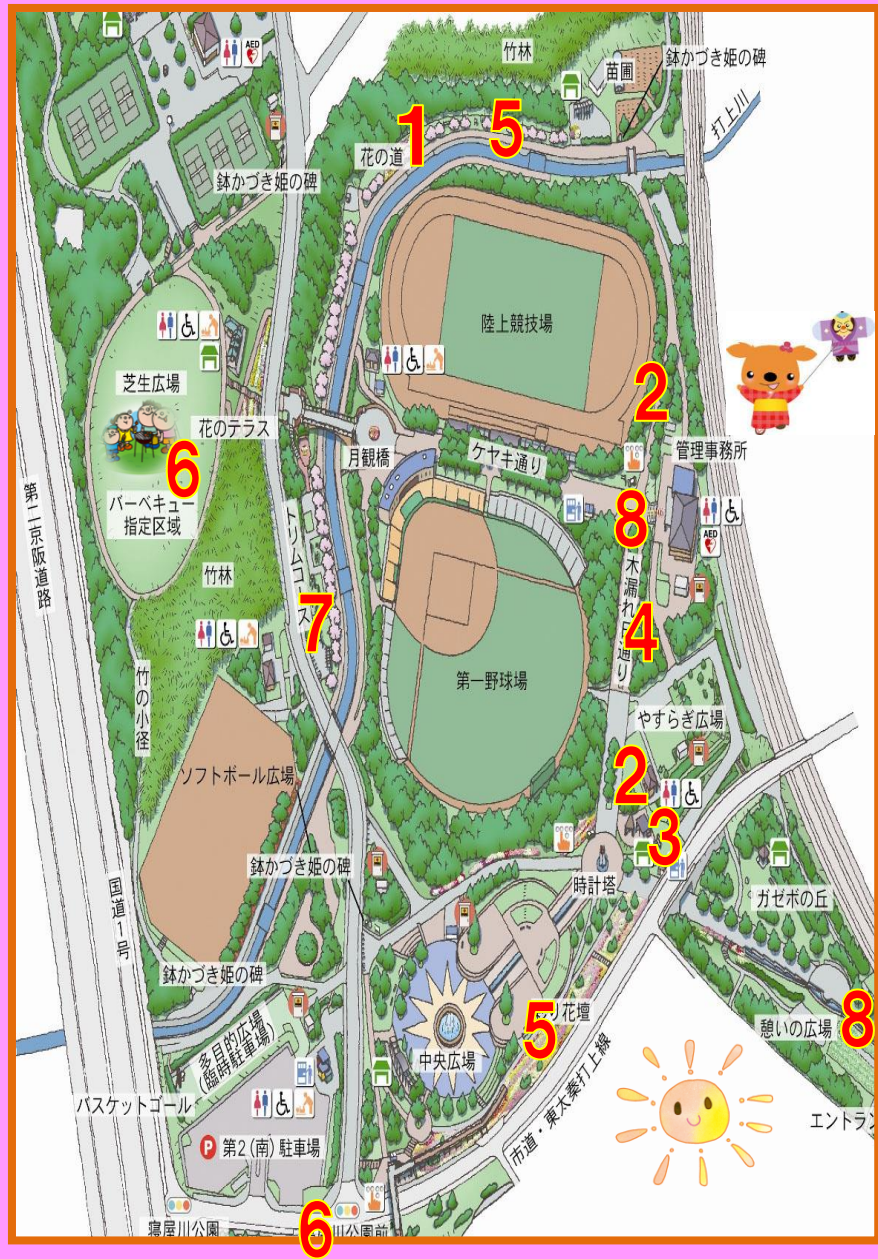 AED
竹林
苗圃
鉢かづき姫の碑
1
5
花の道
打上川
鉢かづき姫の碑
陸上競技場
芝生広場
2
花のテラス
月観橋
ケヤキ通り
管理事務所
6
バーベキュー
指定区域
8
AED
第二京阪道路
トリムコース
竹林
木漏れ日通り
7
4
第一野球場
竹の小径
やすらぎ広場
ソフトボール広場
2
3
鉢かづき姫の碑
時計塔
国道1号
ガゼボの丘
鉢かづき姫の碑
5
り花壇
憩いの広場
8
多目的広場
(臨時駐車場)
中央広場
バスケットゴール
市道・東太秦打上線
エントラン
P 第2(南)駐車場
寝屋川公園
6
川公園前